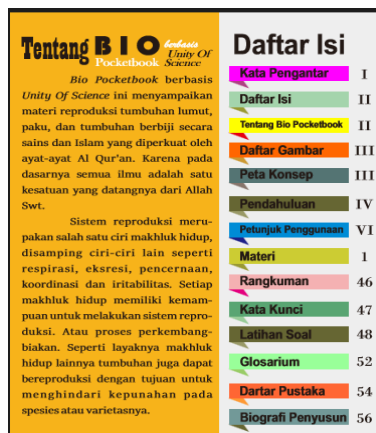 Tentang BIO berbasis
Pocketbook Unity Of
Science
Bio Pocketbook berbasis
Unity Of Science ini menyampaikan
materi reproduksi tumbuhan lumut,
paku, dan tumbuhan berbiji secara
sains dan Islam yang diperkuat oleh
ayat-ayat Al Qur'an. Karena pada
dasarnya semua ilmu adalah satu
kesatuan yang datangnya dari Allah
Swt.
Sistem reproduksi meru-
pakan salah satu ciri makhluk hidup,
disamping ciri-ciri lain seperti
respirasi, eksresi, pencernaan,
koordinasi dan iritabilitas. Setiap
makhluk hidup memiliki kemam-
puan untuk melakukan sistem repro-
duksi. Atau proses perkembang-
biakan. Seperti layaknya makhluk
hidup lainnya tumbuhan juga dapat
bereproduksi dengan tujuan untuk
menghindari kepunahan pada
spesies atau varietasnya.
Daftar Isi
Kata Pengantar I
Daftar Isi II
Tentang Bio Pocketbook II
Daftar Gambar III
Peta Konsep III
Pendahuluan IV
Petunjuk Penggunaan VI
Materi 1
Rangkuman 46
Kata Kunci 47
Latihan Soal 48
Glosarium 52
Dartar Pustaka 54
Biografi Penyusun 56